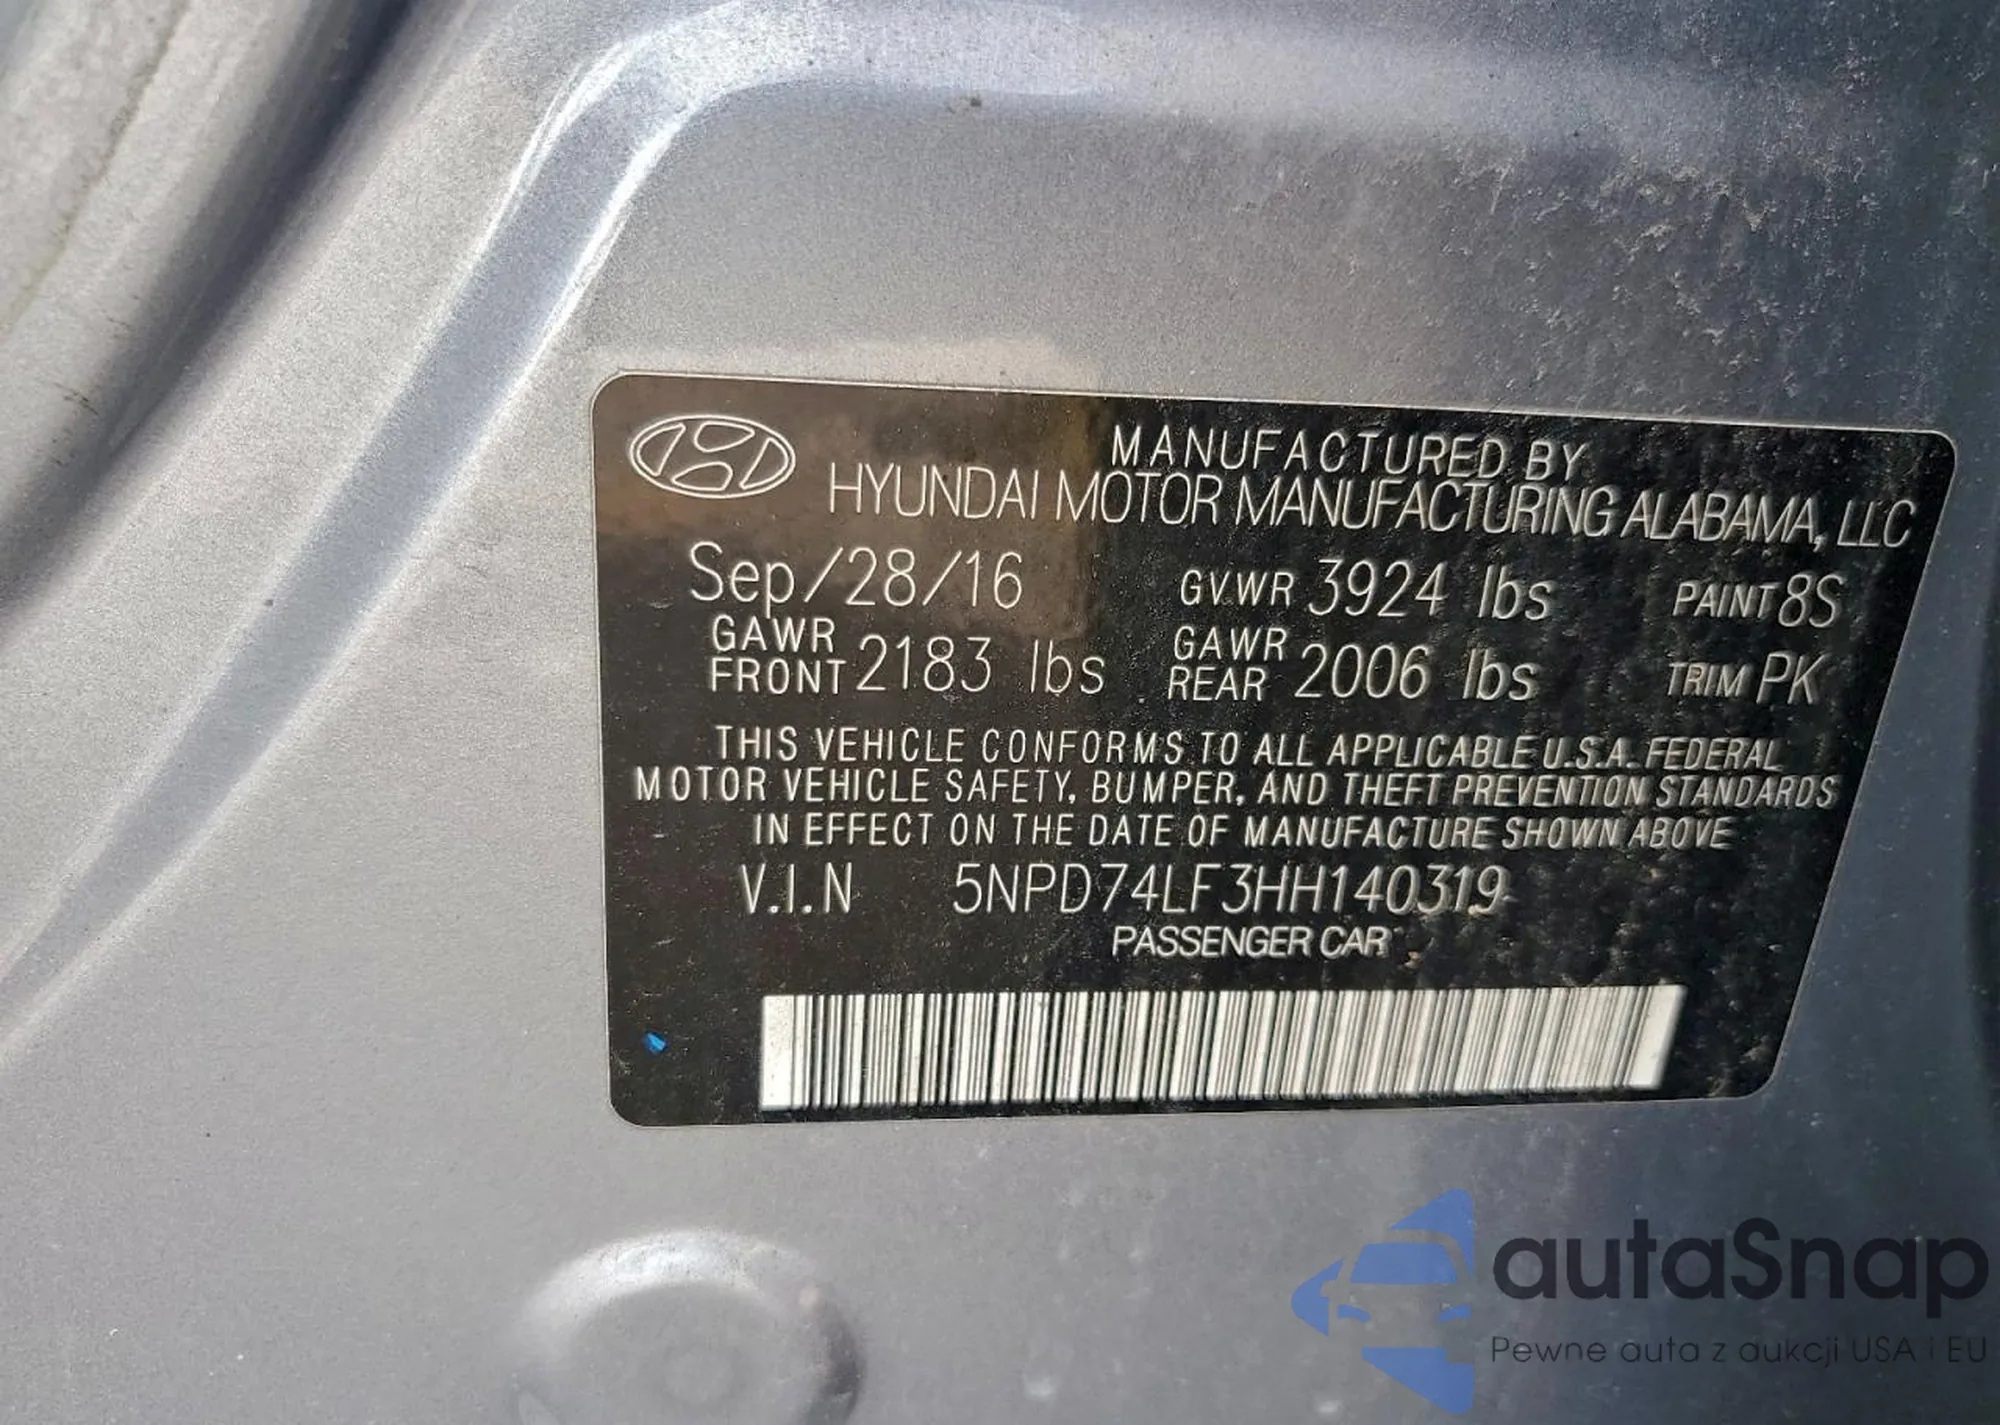 MANUFACTURED BY
HYUNDAI MOTOR MANUFACTURING ALABAMA, LLC
Sep/28/16 GVWR 3924 lbs PAINT 8S
GAWR FRONT 2183 lbs GAWR REAR 2006 lbs TRIM PK
THIS VEHICLE CONFORMS TO ALL APPLICABLE U.S.A. FEDERAL
MOTOR VEHICLE SAFETY, BUMPER, AND THEFT PREVENTION STANDARDS
IN EFFECT ON THE DATE OF MANUFACTURE SHOWN ABOVE
V.I.N 5NPD74LF3HH140319
PASSENGER CAR
autaSnap
Pewne auta z aukcji USA i EU